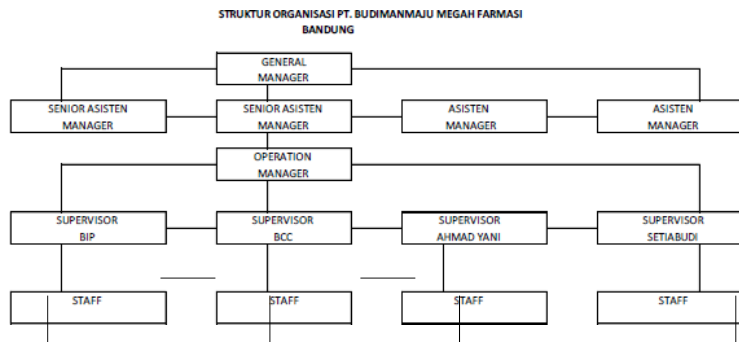 STRUKTUR ORGANISASI PT. BUDIMANMAJU MEGAH FARMASI
BANDUNG
GENERAL
MANAGER
SENIOR ASISTEN
MANAGER
SENIOR ASISTEN
MANAGER
ASISTEN
MANAGER
ASISTEN
MANAGER
OPERATION
MANAGER
SUPERVISOR
BIP
SUPERVISOR
BCC
SUPERVISOR
AHMAD YANI
SUPERVISOR
SETIABUDI
STAFF
STAFF
STAFF
STAFF